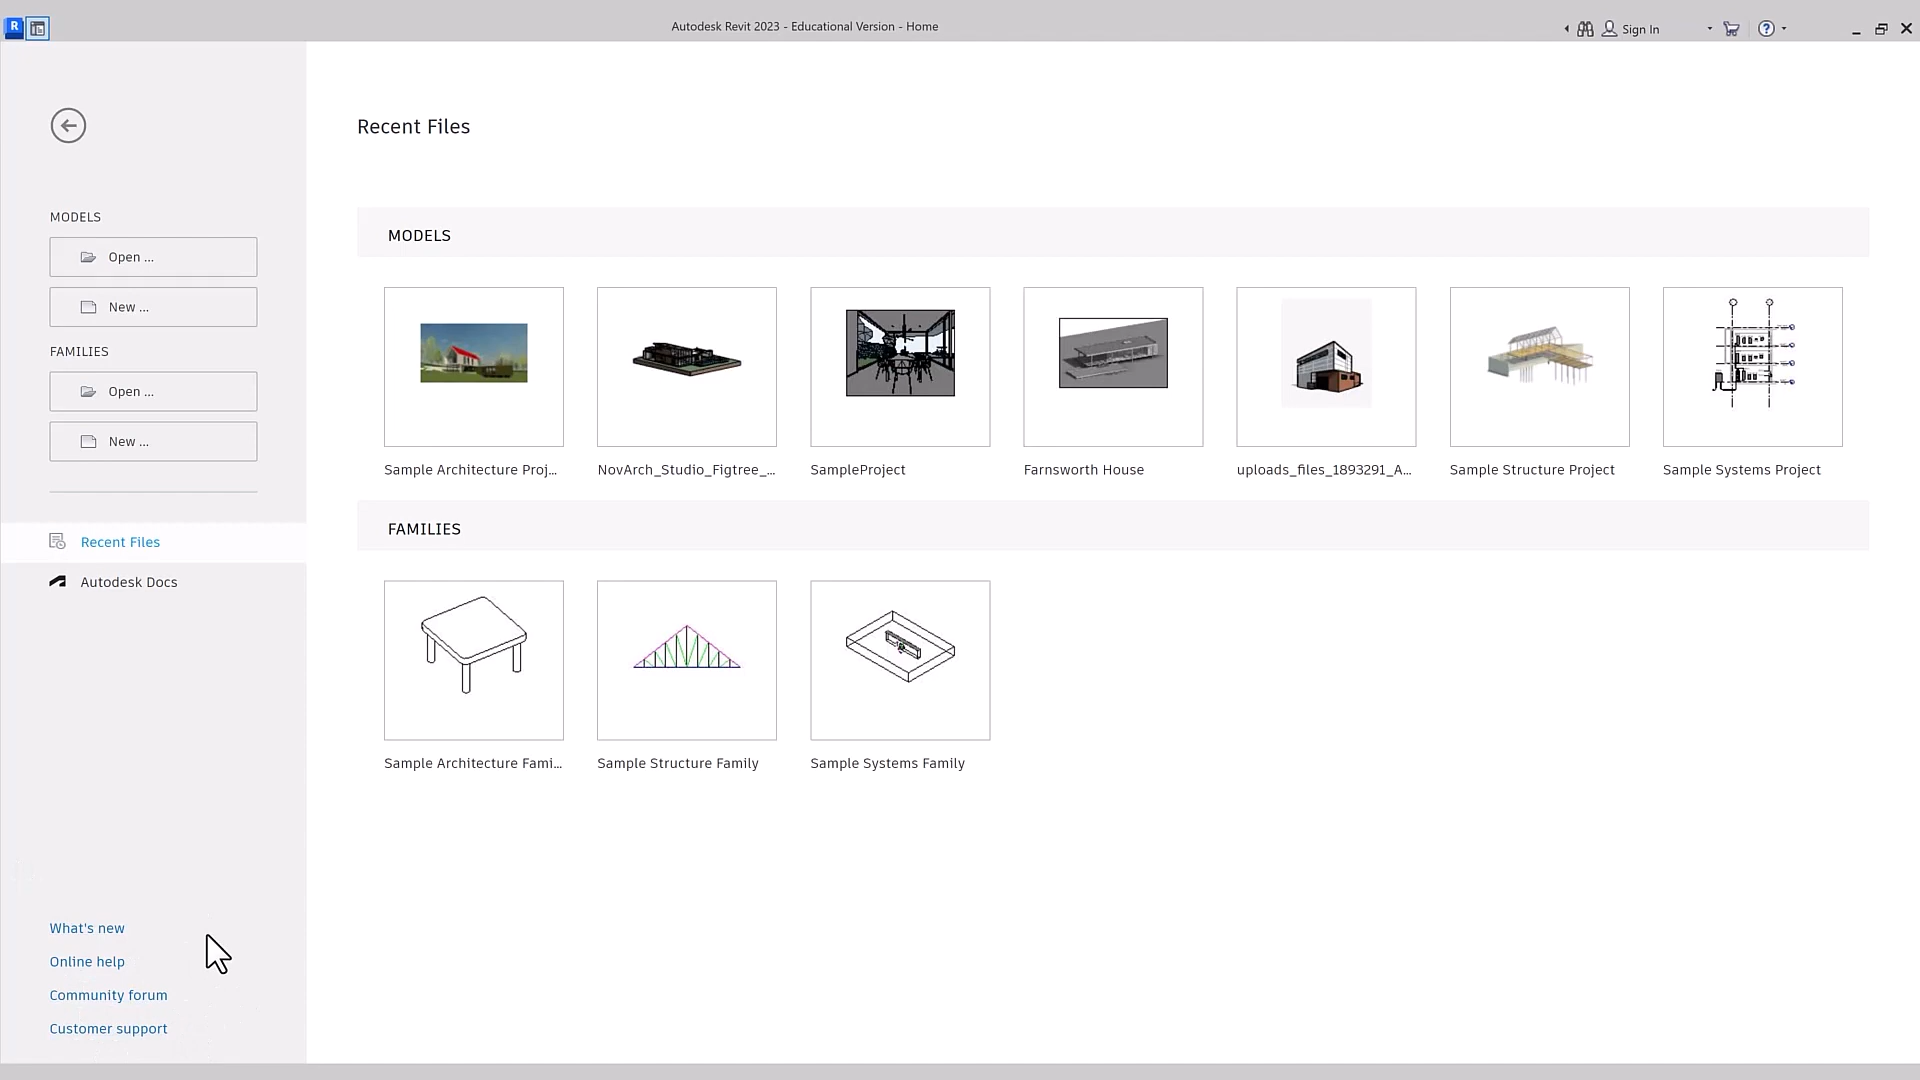 R
Autodesk Revit 2023 - Educational Version - Home
Sign In
?
Recent Files
MODELS
Open ...
New ...
FAMILIES
Open ...
New ...
Recent Files
Autodesk Docs
What's new
Online help
Community forum
Customer support
MODELS
Sample Architecture Proj...
NovArch_Studio_Figtree_...
SampleProject
Farnsworth House
uploads_files_1893291_A...
Sample Structure Project
Sample Systems Project
FAMILIES
Sample Architecture Fami...
Sample Structure Family
Sample Systems Family